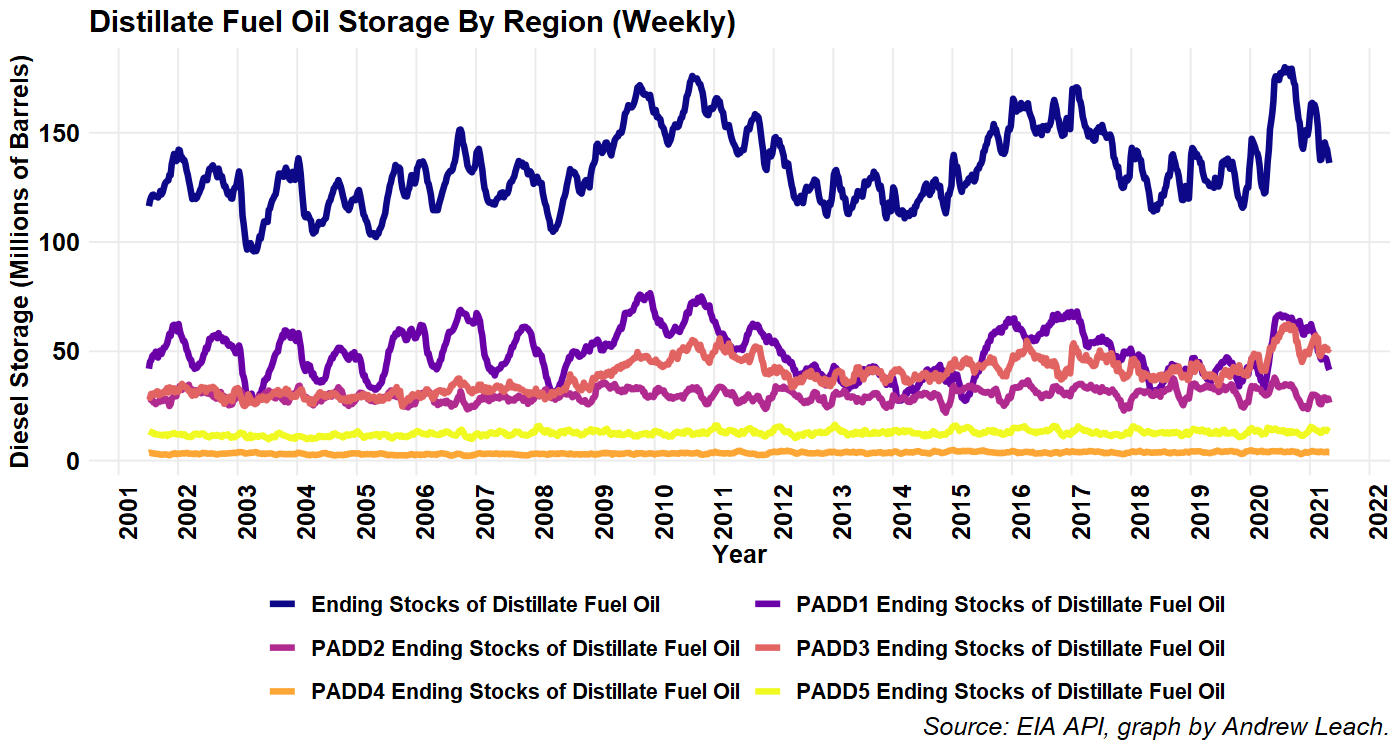 Distillate Fuel Oil Storage By Region (Weekly)
Diesel Storage (Millions of Barrels)
150
100
50
0
2001 2002 2003 2004 2005 2006 2007 2008 2009 2010 2011 2012 2013 2014 2015 2016 2017 2018 2019 2020 2021 2022
Year
Ending Stocks of Distillate Fuel Oil PADD1 Ending Stocks of Distillate Fuel Oil
PADD2 Ending Stocks of Distillate Fuel Oil PADD3 Ending Stocks of Distillate Fuel Oil
PADD4 Ending Stocks of Distillate Fuel Oil PADD5 Ending Stocks of Distillate Fuel Oil
Source: EIA API, graph by Andrew Leach.